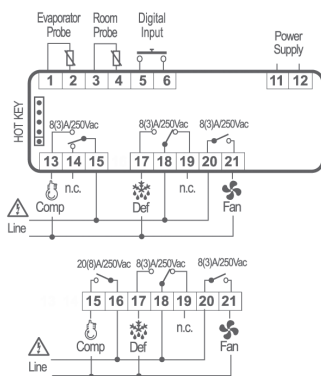 Evaporator Probe
Room Probe
Digital Input
Power Supply
1 2 3 4 5 6 11 12
HOT KEY
8(3)A/250Vac 8(3)A/250Vac 8(3)A/250Vac
13 14 15 17 18 19 20 21
n.c. n.c.
Comp Def Fan
Line
20(8)A/250Vac 8(3)A/250Vac 8(3)A/250Vac
15 16 17 18 19 20 21
n.c.
Comp Def Fan
Line